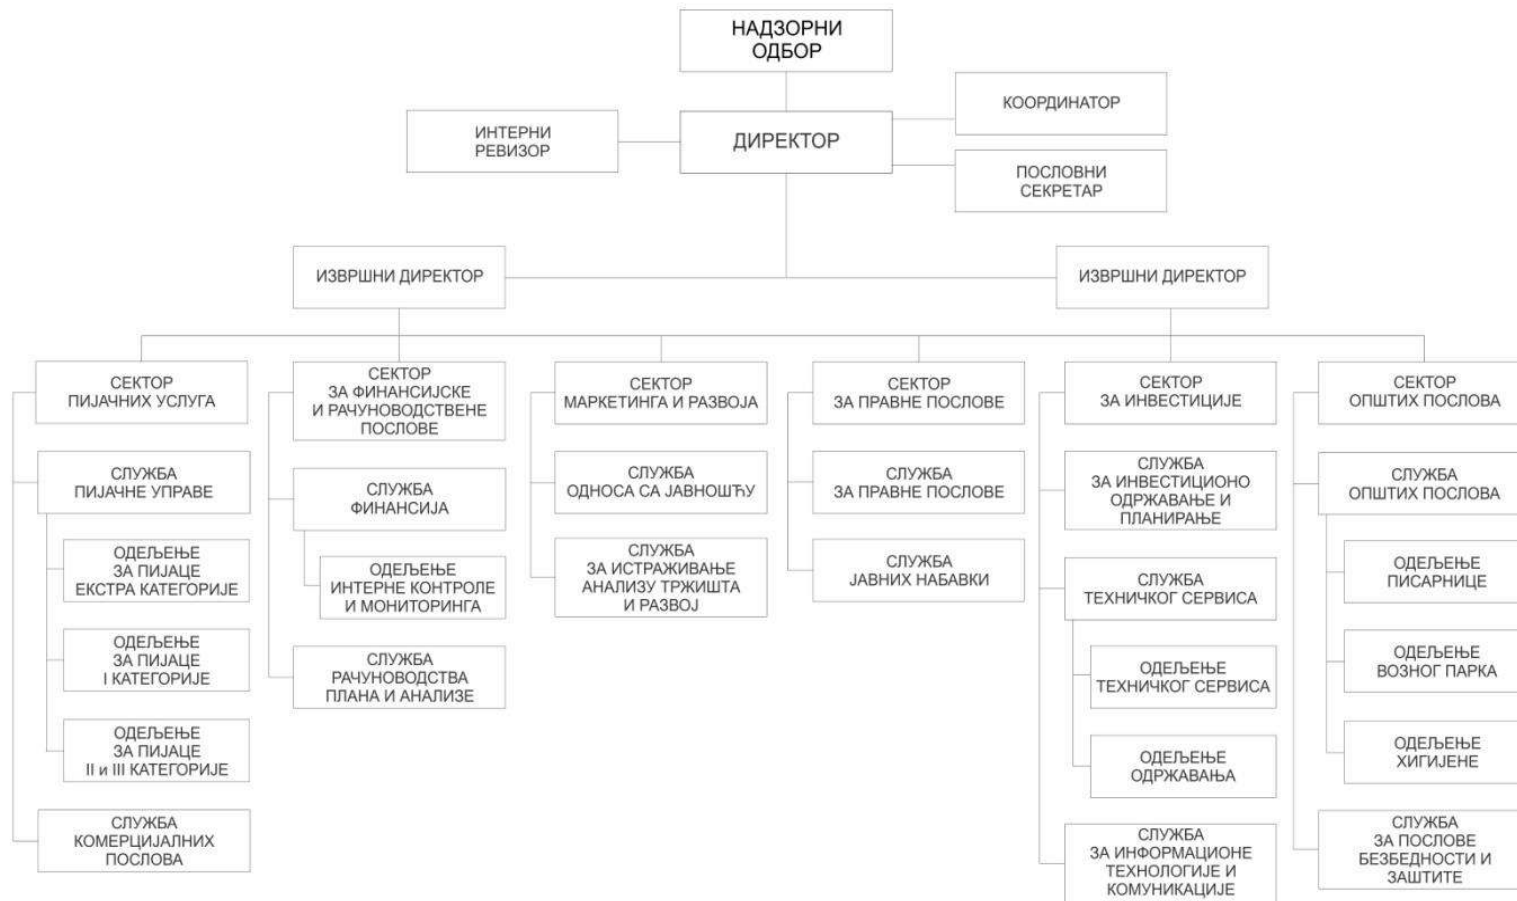 НАДЗОРНИ
ОДБОР
КООРДИНАТОР
ИНТЕРНИ
РЕВИЗОР
ДИРЕКТОР
ПОСЛОВНИ
СЕКРЕТАР
ИЗВРШНИ ДИРЕКТОР
ИЗВРШНИ ДИРЕКТОР
СЕКТОР
ПИЈАЧНИХ УСЛУГА
СЛУЖБА
ПИЈАЧНЕ УПРАВЕ
ОДЕЉЕЊЕ
ЗА ПИЈАЦЕ
ЕКСТРА КАТЕГОРИЈЕ
ОДЕЉЕЊЕ
ЗА ПИЈАЦЕ
I КАТЕГОРИЈЕ
ОДЕЉЕЊЕ
ЗА ПИЈАЦЕ
II и III КАТЕГОРИЈЕ
СЛУЖБА
КОМЕРЦИЈАЛНИХ
ПОСЛОВА
СЕКТОР
ЗА ФИНАНСИЈСКЕ
И РАЧУНОВОДСТВЕНЕ
ПОСЛОВЕ
СЛУЖБА
ФИНАНСИЈА
ОДЕЉЕЊЕ
ИНТЕРНЕ КОНТРОЛЕ
И МОНИТОРИНГА
СЛУЖБА
РАЧУНОВОДСТВА
ПЛАНА И АНАЛИЗЕ
СЕКТОР
МАРКЕТИНГА И РАЗВОЈА
СЛУЖБА
ОДНОСА СА ЈАВНОШЋУ
СЛУЖБА
ЗА ИСТРАЖИВАЊЕ
АНАЛИЗУ ТРЖИШТА
И РАЗВОЈ
СЕКТОР
ЗА ПРАВНЕ ПОСЛОВЕ
СЛУЖБА
ЗА ПРАВНЕ ПОСЛОВЕ
СЛУЖБА
ЈАВНИХ НАБАВКИ
СЕКТОР
ЗА ИНВЕСТИЦИЈЕ
СЛУЖБА
ЗА ИНВЕСТИЦИОНО
ОДРЖАВАЊЕ И
ПЛАНИРАЊЕ
СЛУЖБА
ТЕХНИЧКОГ СЕРВИСА
ОДЕЉЕЊЕ
ТЕХНИЧКОГ СЕРВИСА
ОДЕЉЕЊЕ
ОДРЖАВАЊА
СЛУЖБА
ЗА ИНФОРМАЦИОНЕ
ТЕХНОЛОГИЈЕ И
КОМУНИКАЦИЈЕ
СЕКТОР
ОПШТИХ ПОСЛОВА
СЛУЖБА
ОПШТИХ ПОСЛОВА
ОДЕЉЕЊЕ
ПИСАРНИЦЕ
ОДЕЉЕЊЕ
ВОЗНОГ ПАРКА
ОДЕЉЕЊЕ
ХИГИЈЕНЕ
СЛУЖБА
ЗА ПОСЛОВЕ
БЕЗБЕДНОСТИ И
ЗАШТИТЕ